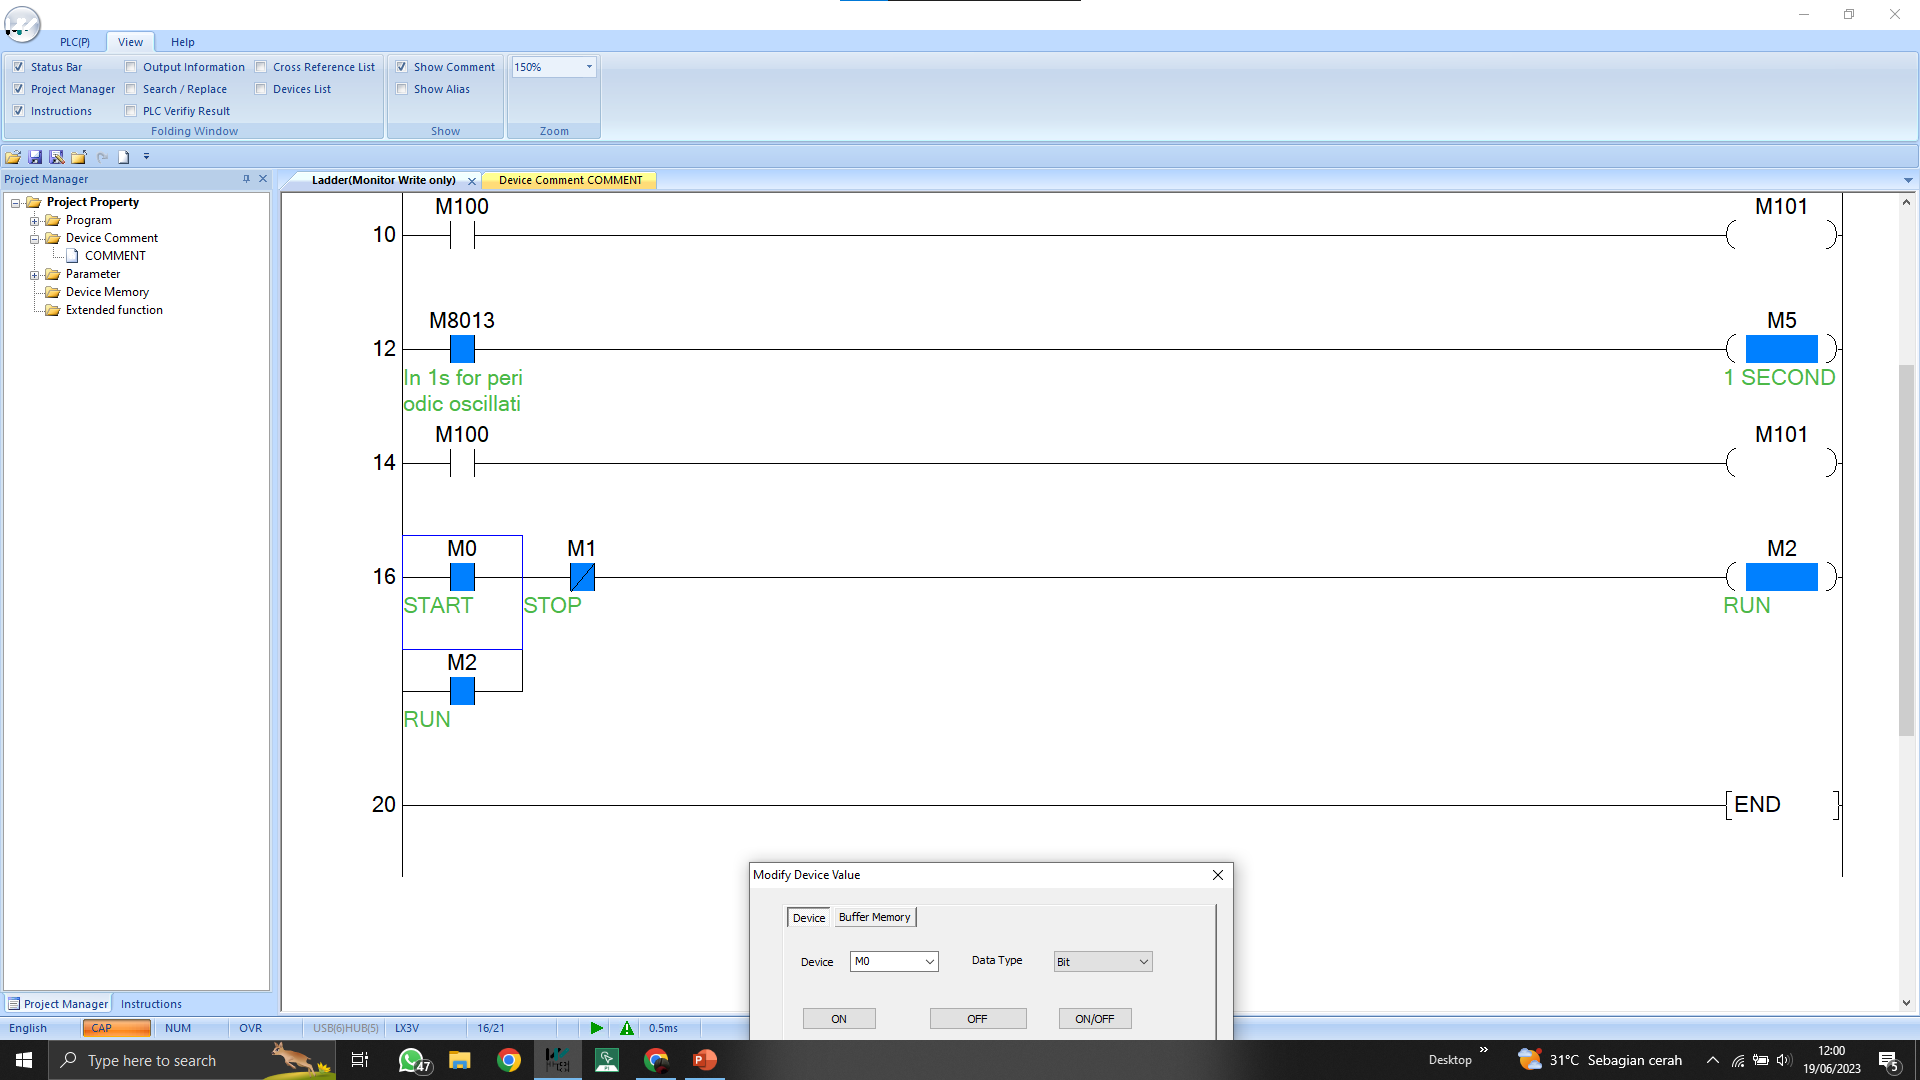 PLC(P) View Help
Status Bar Output Information Cross Reference List Show Comment 150%
Project Manager Search / Replace Devices List Show Alias
Instructions PLC Verifiy Result
Folding Window Show Zoom
Project Manager
Ladder(Monitor Write only) Device Comment COMMENT
Project Property
Program
Device Comment
COMMENT
Parameter
Device Memory
Extended function
M100 M101
10
M8013 M5
12
In 1s for peri 1 SECOND
odic oscillati
M100 M101
14
M0 M1 M2
16
START STOP RUN
M2
RUN
20 END
Modify Device Value
Device Buffer Memory
Device M0 Data Type Bit
ON OFF ON/OFF
Project Manager Instructions
English CAP NUM OVR USB(6)HUB(5) LX3V 16/21 0.5ms
Type here to search 47 Desktop 31°C Sebagian cerah 12:00
19/06/2023 5